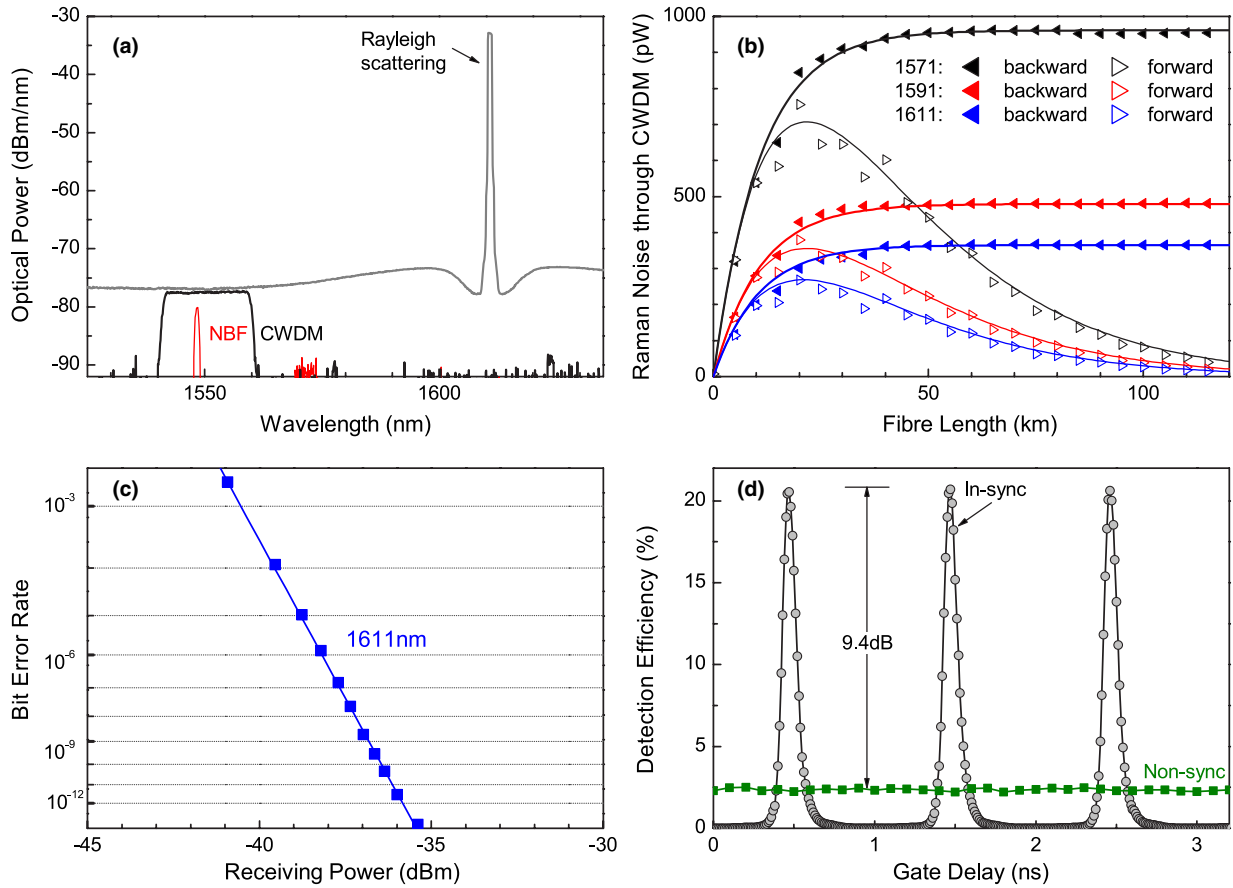 (a)
Rayleigh
scattering
NBF CWDM
-30
-40
-50
-60
-70
-80
-90
Optical Power (dBm/nm)
1550 1600
Wavelength (nm)
(b)
1571: backward forward
1591: backward forward
1611: backward forward
1000
500
0
Raman Noise through CWDM (pW)
0 50 100
Fibre Length (km)
(c)
1611nm
10-3
10-6
10-9
10-12
Bit Error Rate
-45 -40 -35 -30
Receiving Power (dBm)
(d)
In-sync
9.4dB
Non-sync
20
15
10
5
0
Detection Efficiency (%)
0 1 2 3
Gate Delay (ns)